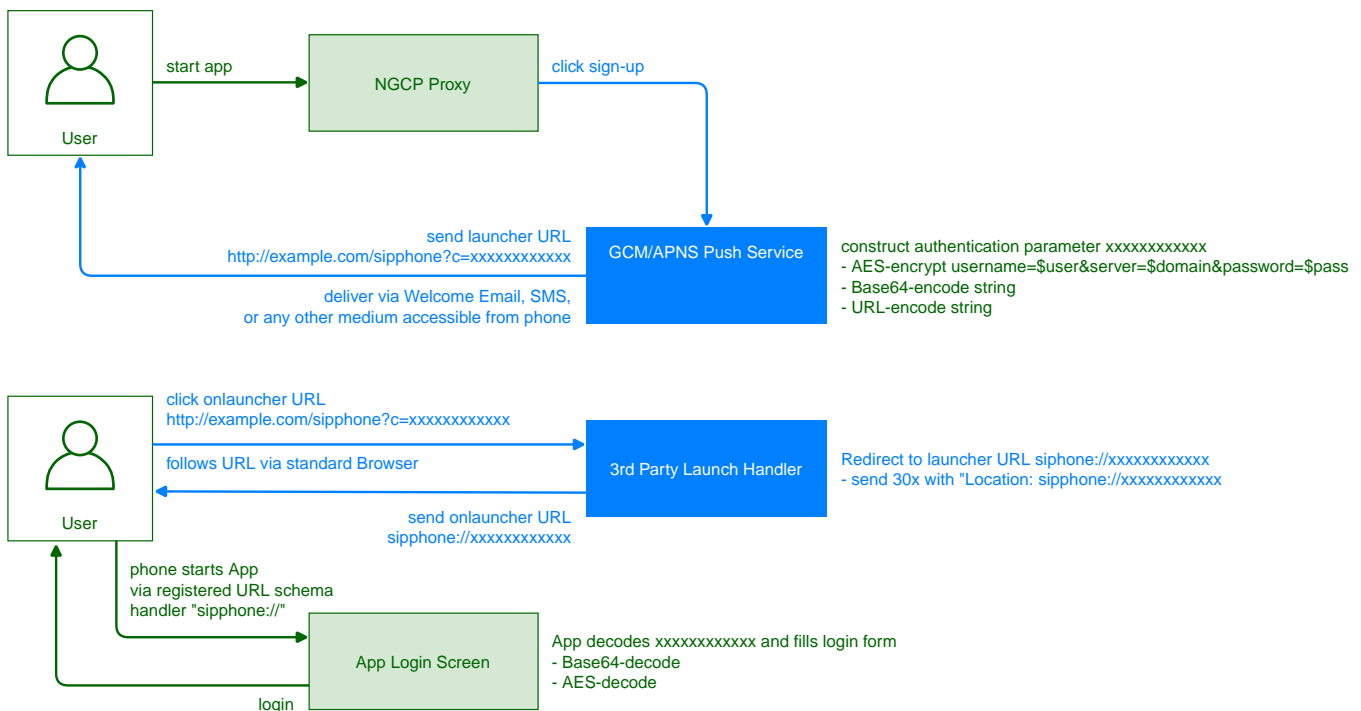 start app
NGCP Proxy
click sign-up
User
send launcher URL
http://example.com/sipphone?c=xxxxxxxxxxxx
deliver via Welcome Email, SMS,
or any other medium accessible from phone
GCM/APNS Push Service
construct authentication parameter xxxxxxxxxxxx
- AES-encrypt username=$user&server=$domain&password=$pass
- Base64-encode string
- URL-encode string
click onlauncher URL
http://example.com/sipphone?c=xxxxxxxxxxxx
follows URL via standard Browser
User
3rd Party Launch Handler
Redirect to launcher URL siphone://xxxxxxxxxxxx
- send 30x with "Location: sipphone://xxxxxxxxxxxx
send onlauncher URL
sipphone://xxxxxxxxxxxx
phone starts App
via registered URL schema
handler "sipphone://"
App Login Screen
App decodes xxxxxxxxxxxx and fills login form
- Base64-decode
- AES-decode
login